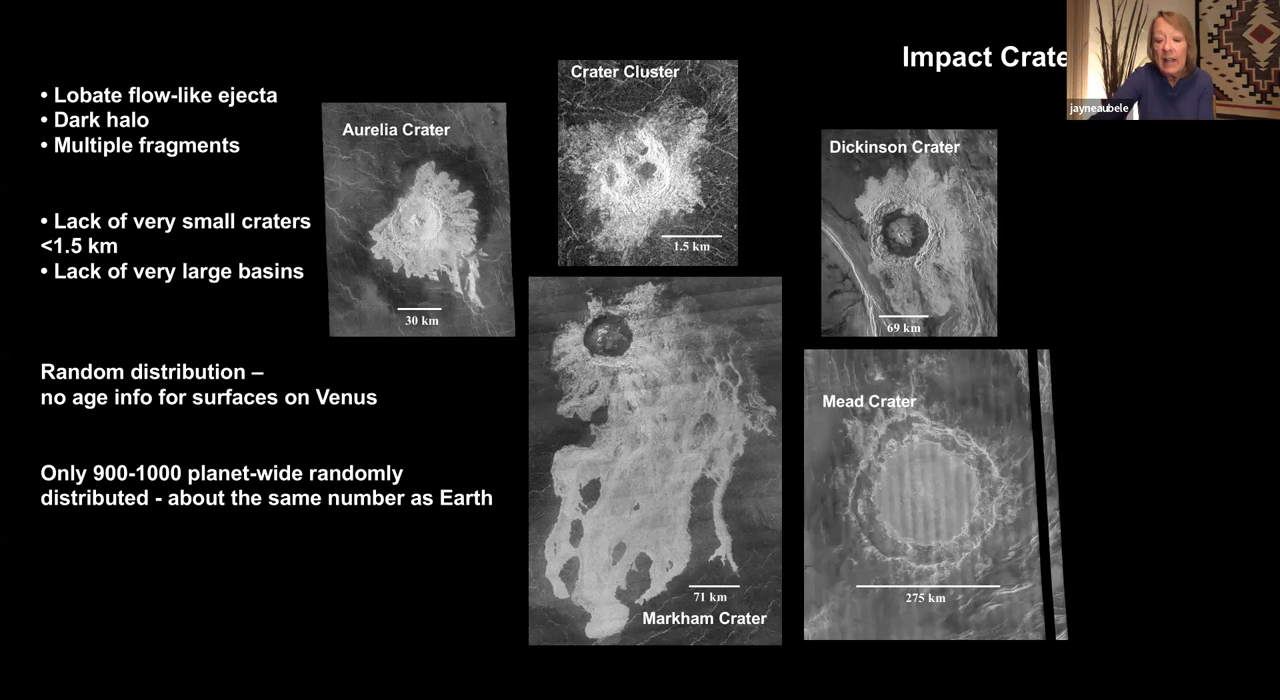 Impact Crate
jayneaubele
• Lobate flow-like ejecta
• Dark halo
• Multiple fragments
• Lack of very small craters
<1.5 km
• Lack of very large basins
Random distribution –
no age info for surfaces on Venus
Only 900-1000 planet-wide randomly
distributed - about the same number as Earth
Aurelia Crater
30 km
Crater Cluster
1.5 km
Dickinson Crater
69 km
71 km
Markham Crater
Mead Crater
275 km